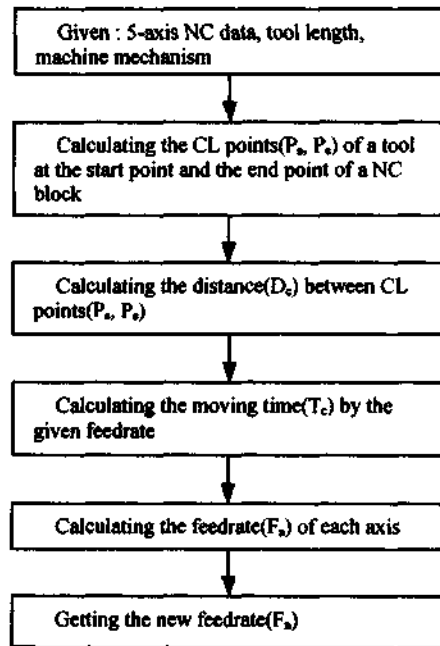 Given : 5-axis NC data, tool length,
machine mechanism
Calculating the CL points(Pₛ, Pₑ) of a tool
at the start point and the end point of a NC
block
Calculating the distance(D꜀) between CL
points(Pₛ, Pₑ)
Calculating the moving time(T꜀) by the
given feedrate
Calculating the feedrate(Fₐ) of each axis
Getting the new feedrate(Fₙ)